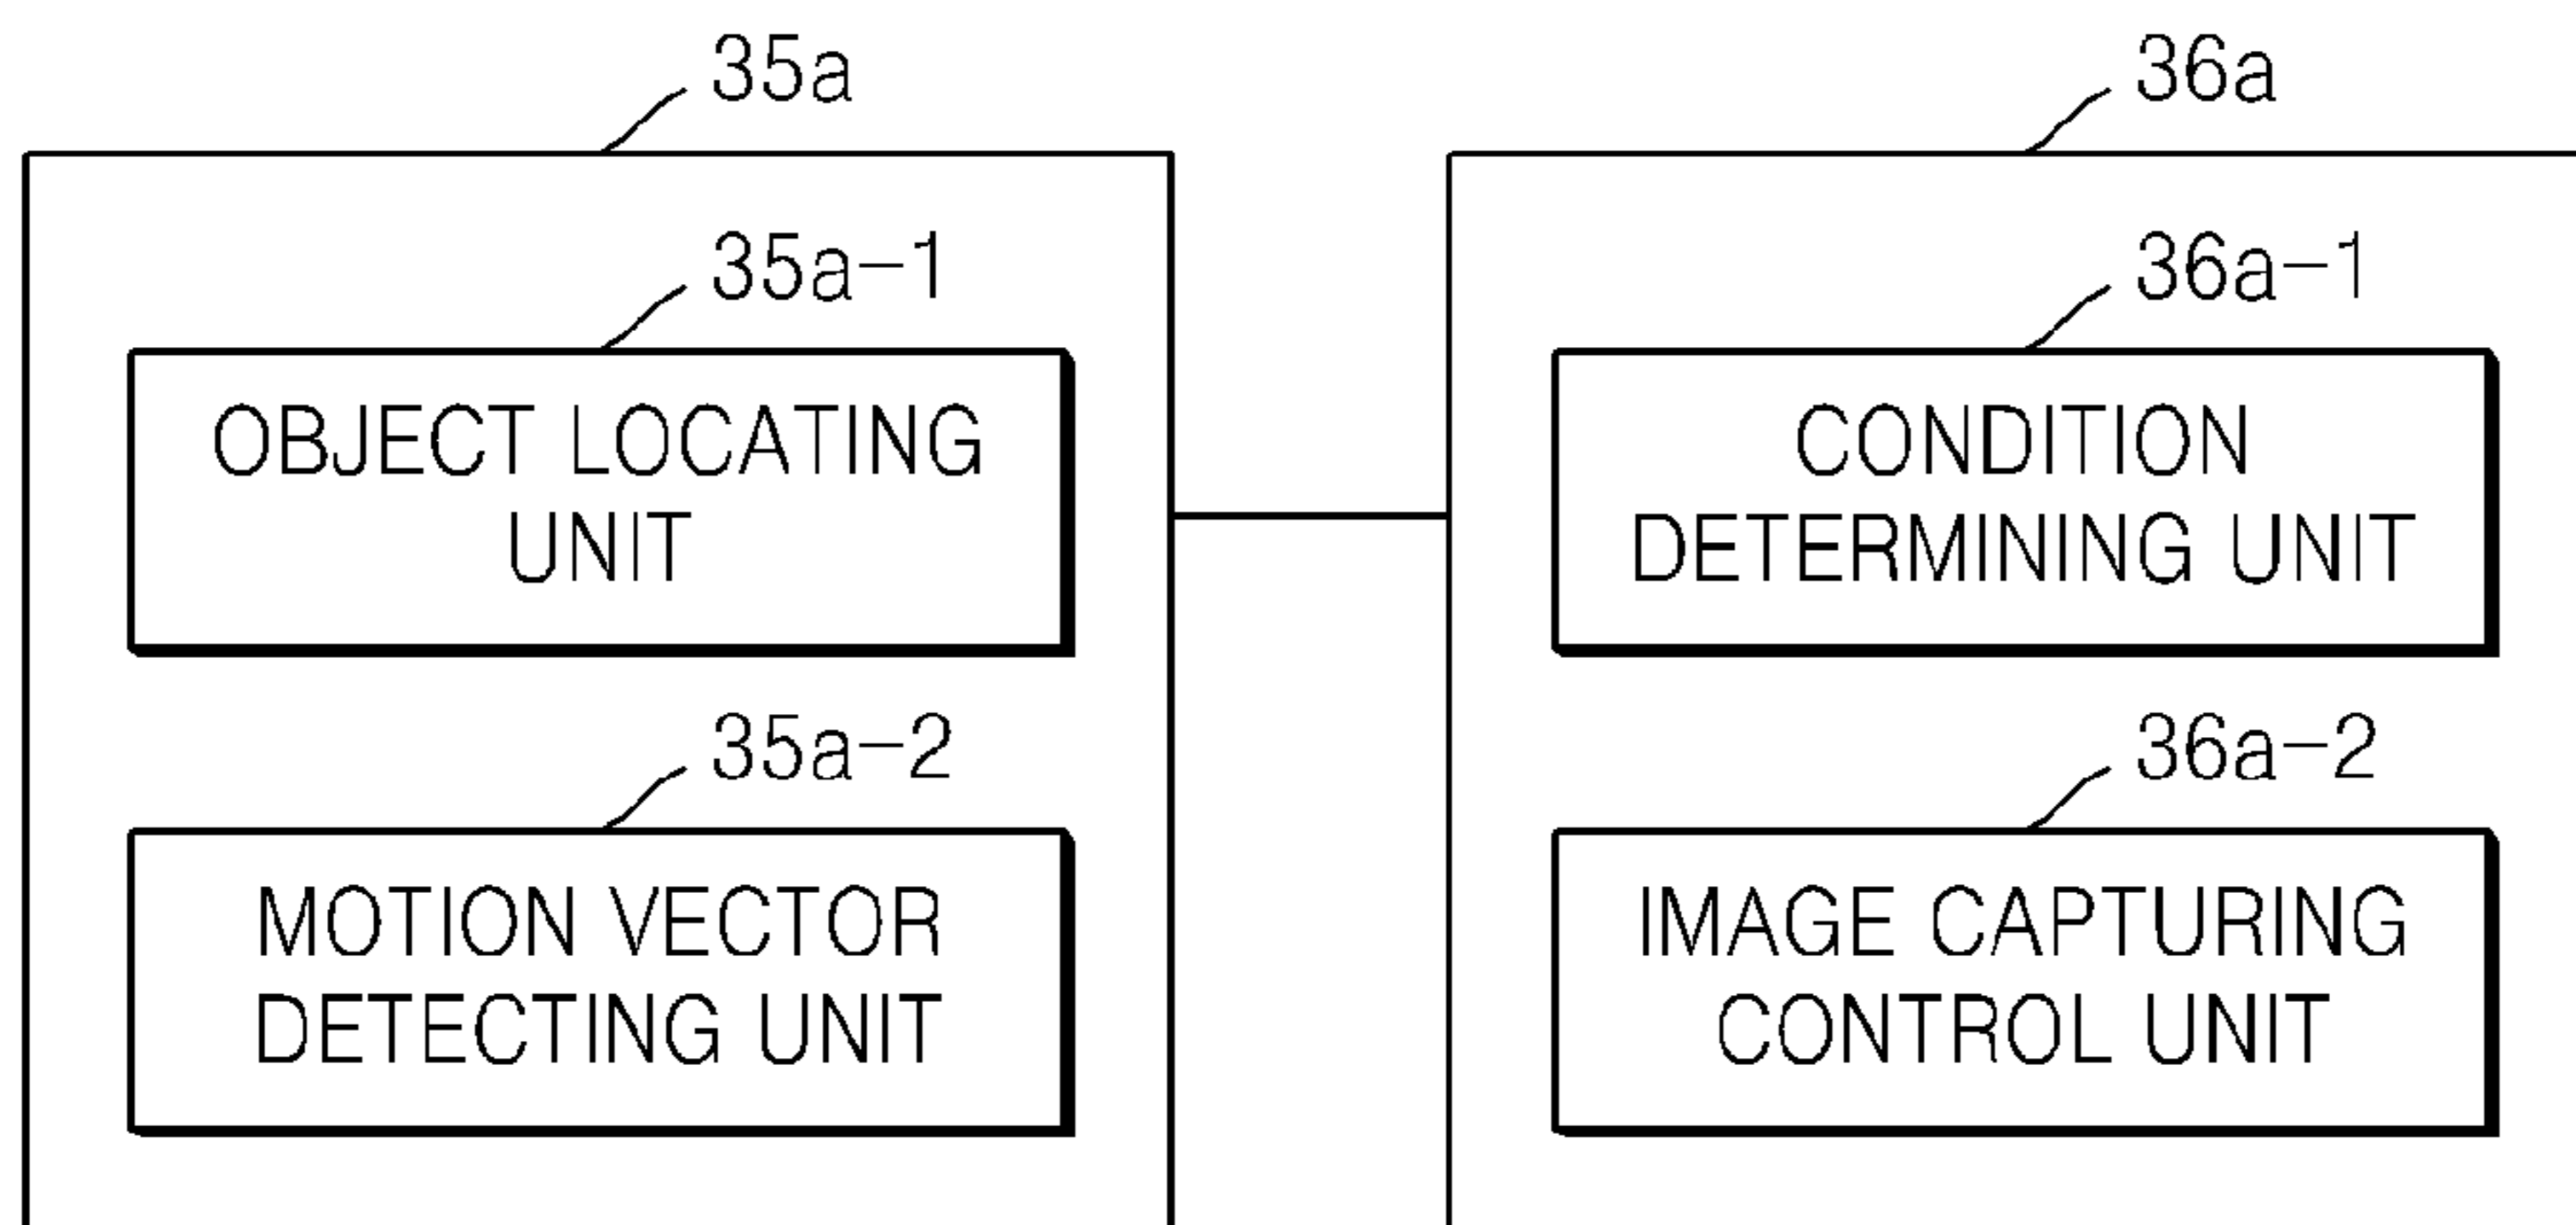 35a
35a-1
OBJECT LOCATING
UNIT
35a-2
MOTION VECTOR
DETECTING UNIT
36a
36a-1
CONDITION
DETERMINING UNIT
36a-2
IMAGE CAPTURING
CONTROL UNIT